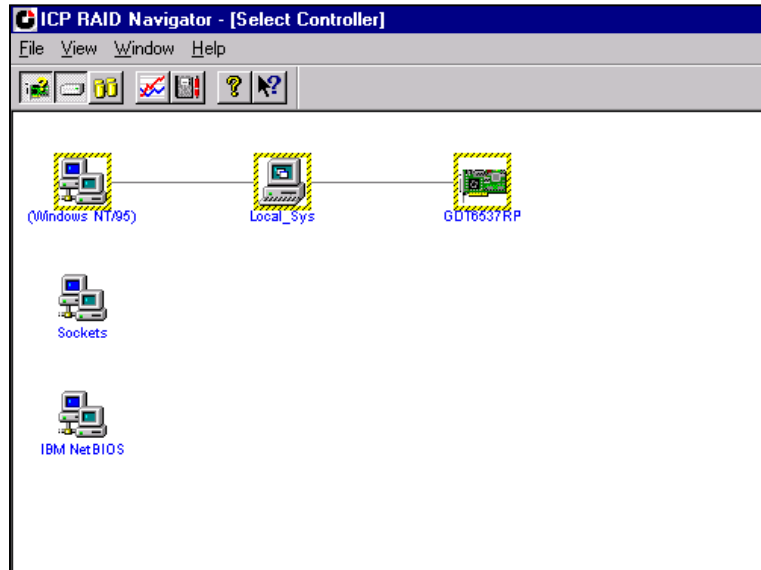 ICP RAID Navigator - [Select Controller]
File View Window Help
(Windows NT/95) Local_Sys GDT6537RP
Sockets
IBM NetBIOS